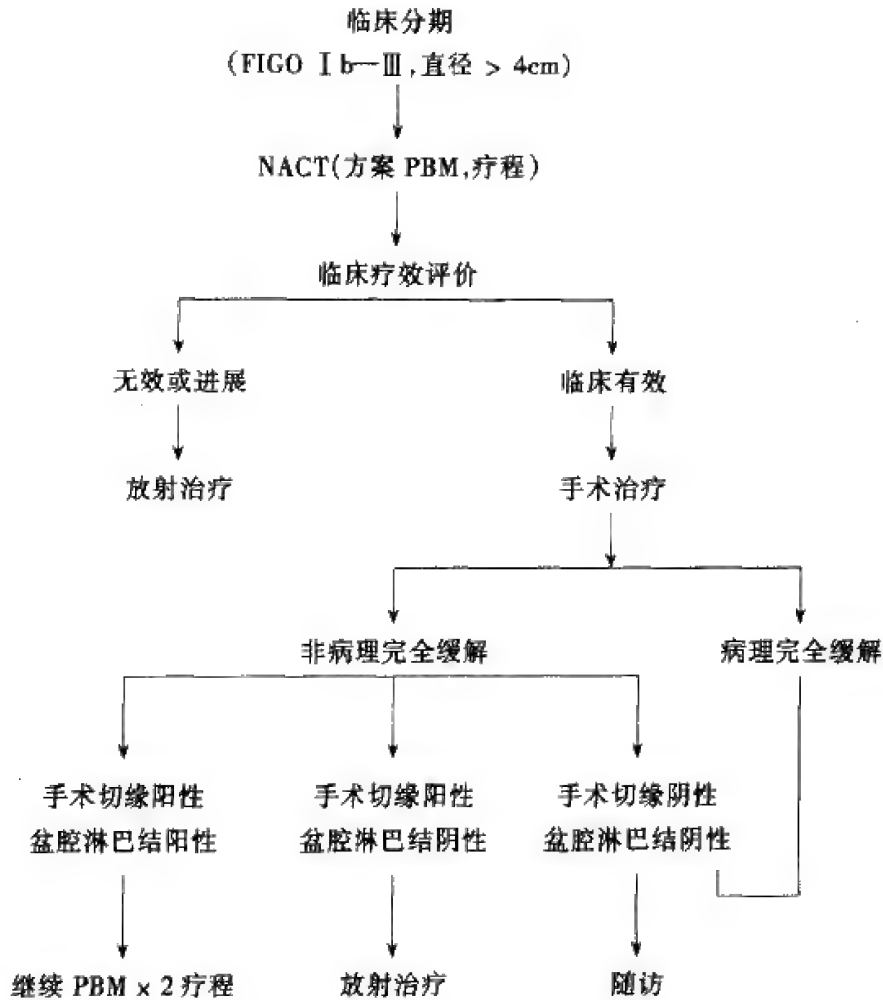 临床分期
(FIGO Ⅰb—Ⅲ,直径 > 4cm)
NACT(方案 PBM,疗程)
临床疗效评价
无效或进展
临床有效
放射治疗
手术治疗
非病理完全缓解
病理完全缓解
手术切缘阳性
盆腔淋巴结阳性
手术切缘阳性
盆腔淋巴结阴性
手术切缘阴性
盆腔淋巴结阴性
继续 PBM × 2 疗程
放射治疗
随访